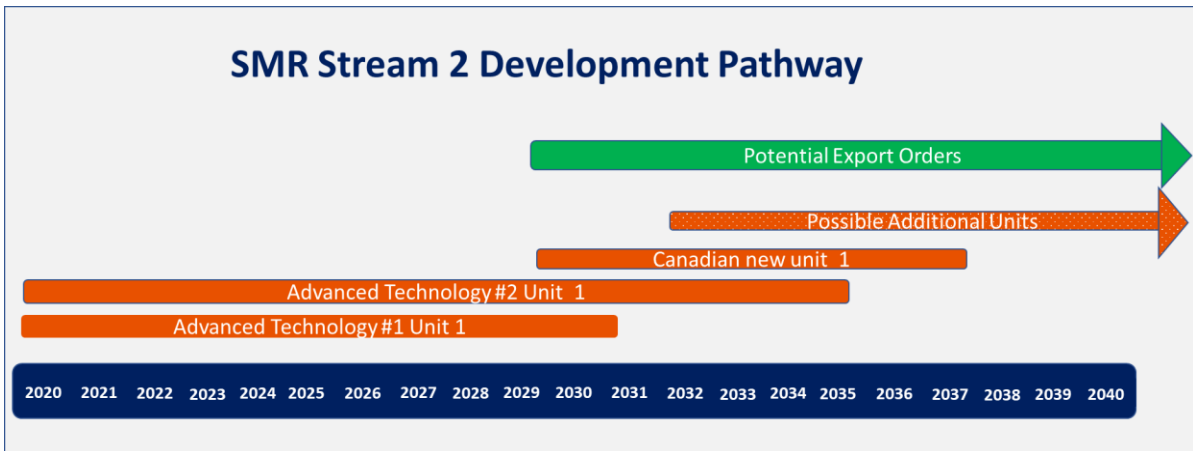 SMR Stream 2 Development Pathway
Potential Export Orders
Possible Additional Units
Canadian new unit 1
Advanced Technology #2 Unit 1
Advanced Technology #1 Unit 1
2020 2021 2022 2023 2024 2025 2026 2027 2028 2029 2030 2031 2032 2033 2034 2035 2036 2037 2038 2039 2040